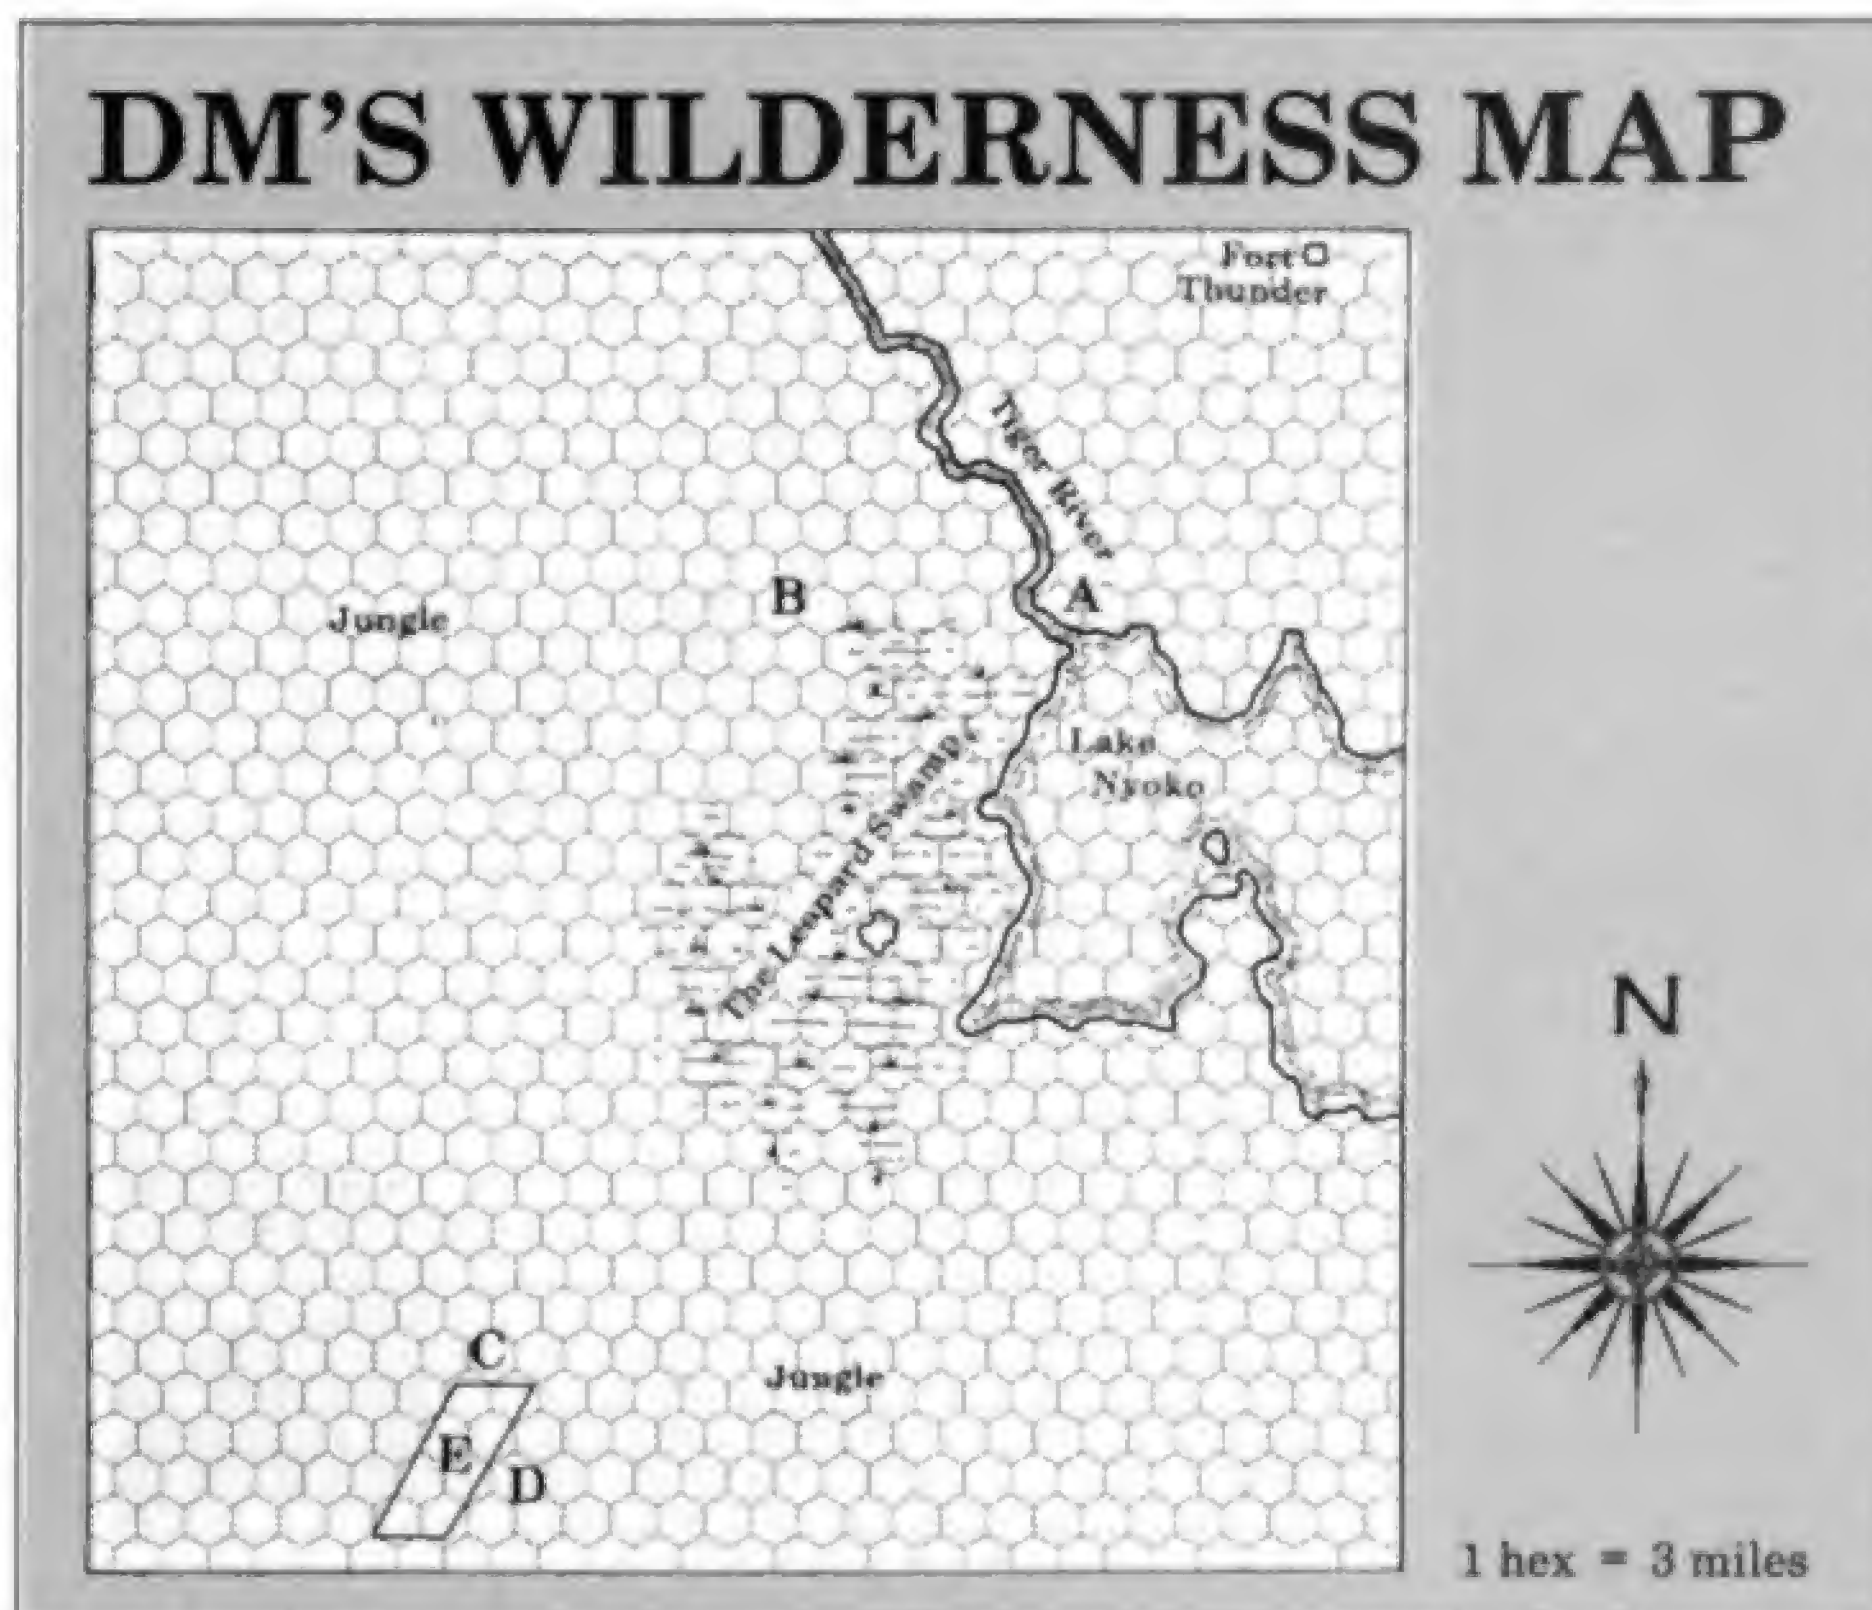 DM'S WILDERNESS MAP
Fort
Thunder
Tiger River
B
A
Jungle
Lake
Nyoko
The Leopard Swamp
N
C
Jungle
E
D
1 hex = 3 miles